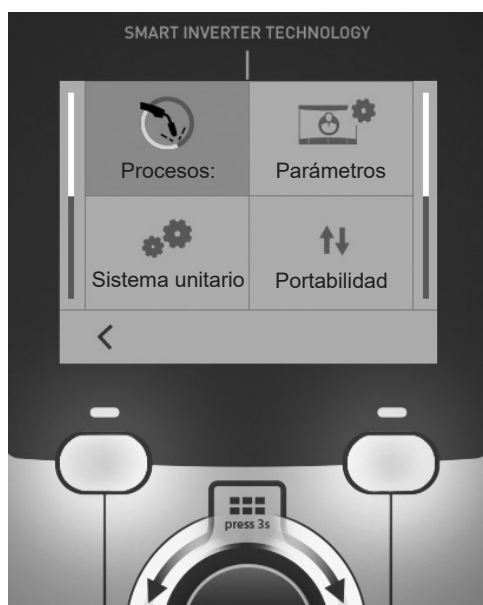 SMART INVERTER TECHNOLOGY
Procesos:
Parámetros
Sistema unitario
Portabilidad
press 3s